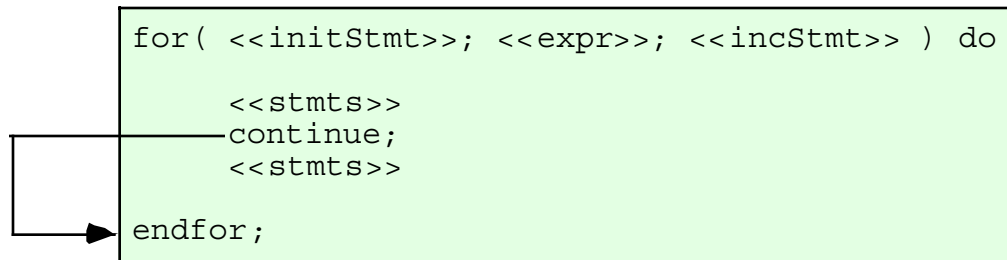 for( <<initStmt>>; <<expr>>; <<incStmt>> ) do
<<stmts>>
continue;
<<stmts>>
endfor;